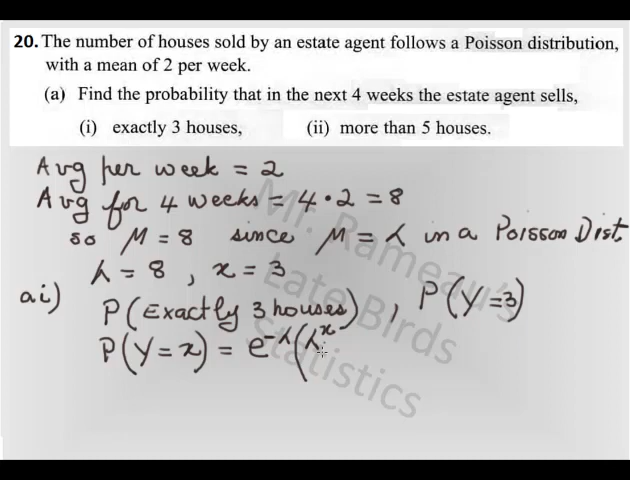 20. The number of houses sold by an estate agent follows a Poisson distribution,
with a mean of 2 per week.
(a) Find the probability that in the next 4 weeks the estate agent sells,
(i) exactly 3 houses, (ii) more than 5 houses.
Avg per week = 2
Avg for 4 weeks = 4 · 2 = 8
so M = 8 since M = λ in a Poisson Dist.
λ = 8 , x = 3
ai) P(Exactly 3 houses) , P(Y=3)
P(Y=x) = e^-λ(λ^x
Mr. Rameau's
Late Birds
Statistics